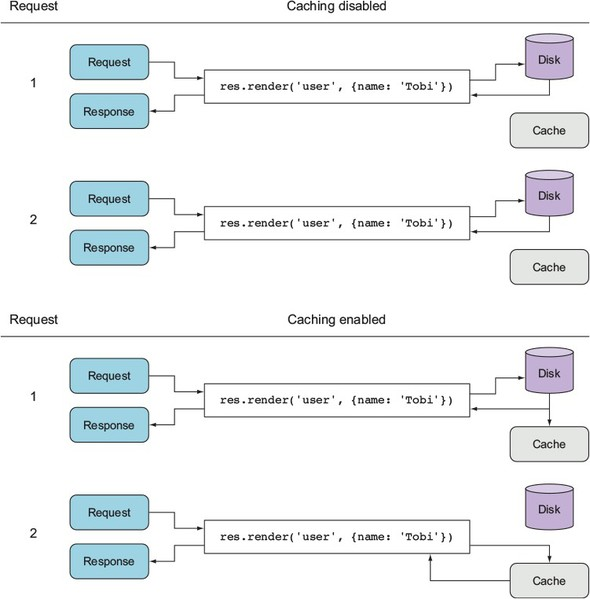 Request Caching disabled
Request Disk
1 res.render('user', {name: 'Tobi'})
Response
Cache
Request Disk
2 res.render('user', {name: 'Tobi'})
Response
Cache
Request Caching enabled
Request Disk
1 res.render('user', {name: 'Tobi'})
Response
Cache
Request Disk
2 res.render('user', {name: 'Tobi'})
Response
Cache